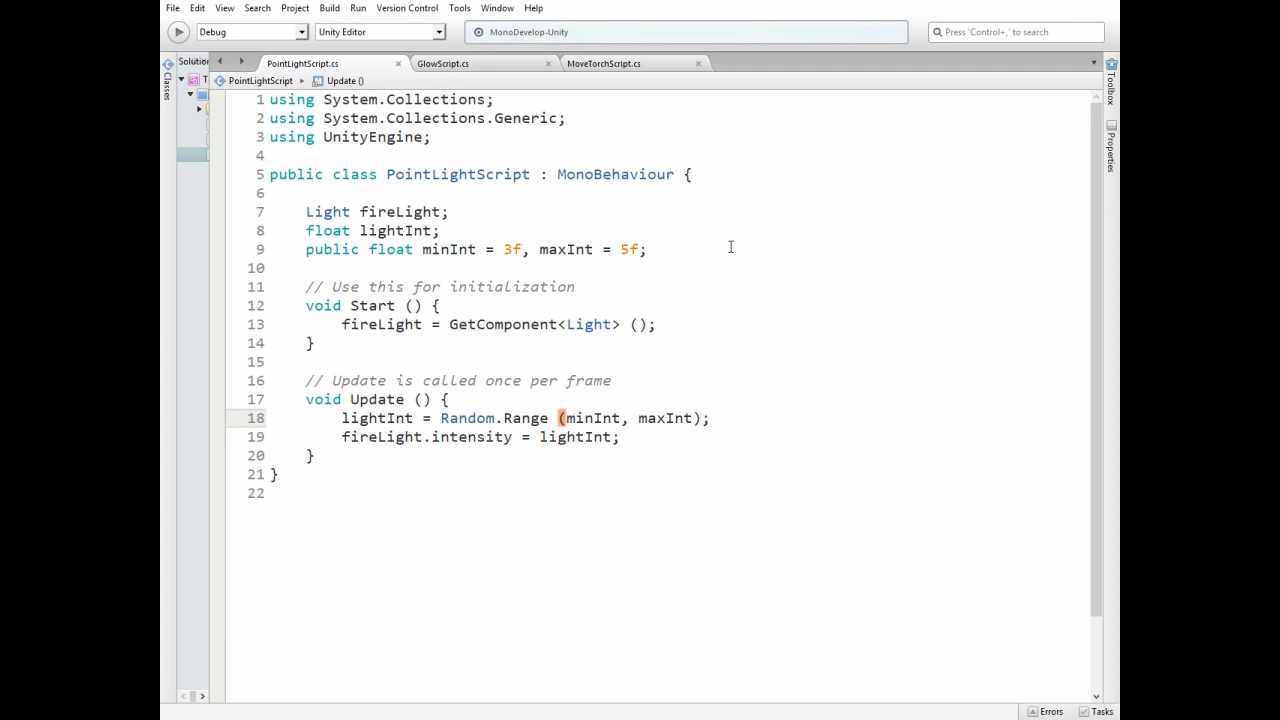 File Edit View Search Project Build Run Version Control Tools Window Help
Debug Unity Editor MonoDevelop-Unity Press 'Control+,' to search
Solution PointLightScript.cs GlowScript.cs MoveTorchScript.cs
Classes
Toolbox
Properties
PointLightScript Update ()
T
1 using System.Collections;
2 using System.Collections.Generic;
3 using UnityEngine;
4
5 public class PointLightScript : MonoBehaviour {
6
7 Light fireLight;
8 float lightInt;
9 public float minInt = 3f, maxInt = 5f;
10
11 // Use this for initialization
12 void Start () {
13 fireLight = GetComponent<Light> ();
14 }
15
16 // Update is called once per frame
17 void Update () {
18 lightInt = Random.Range (minInt, maxInt);
19 fireLight.intensity = lightInt;
20 }
21 }
22
Errors Tasks